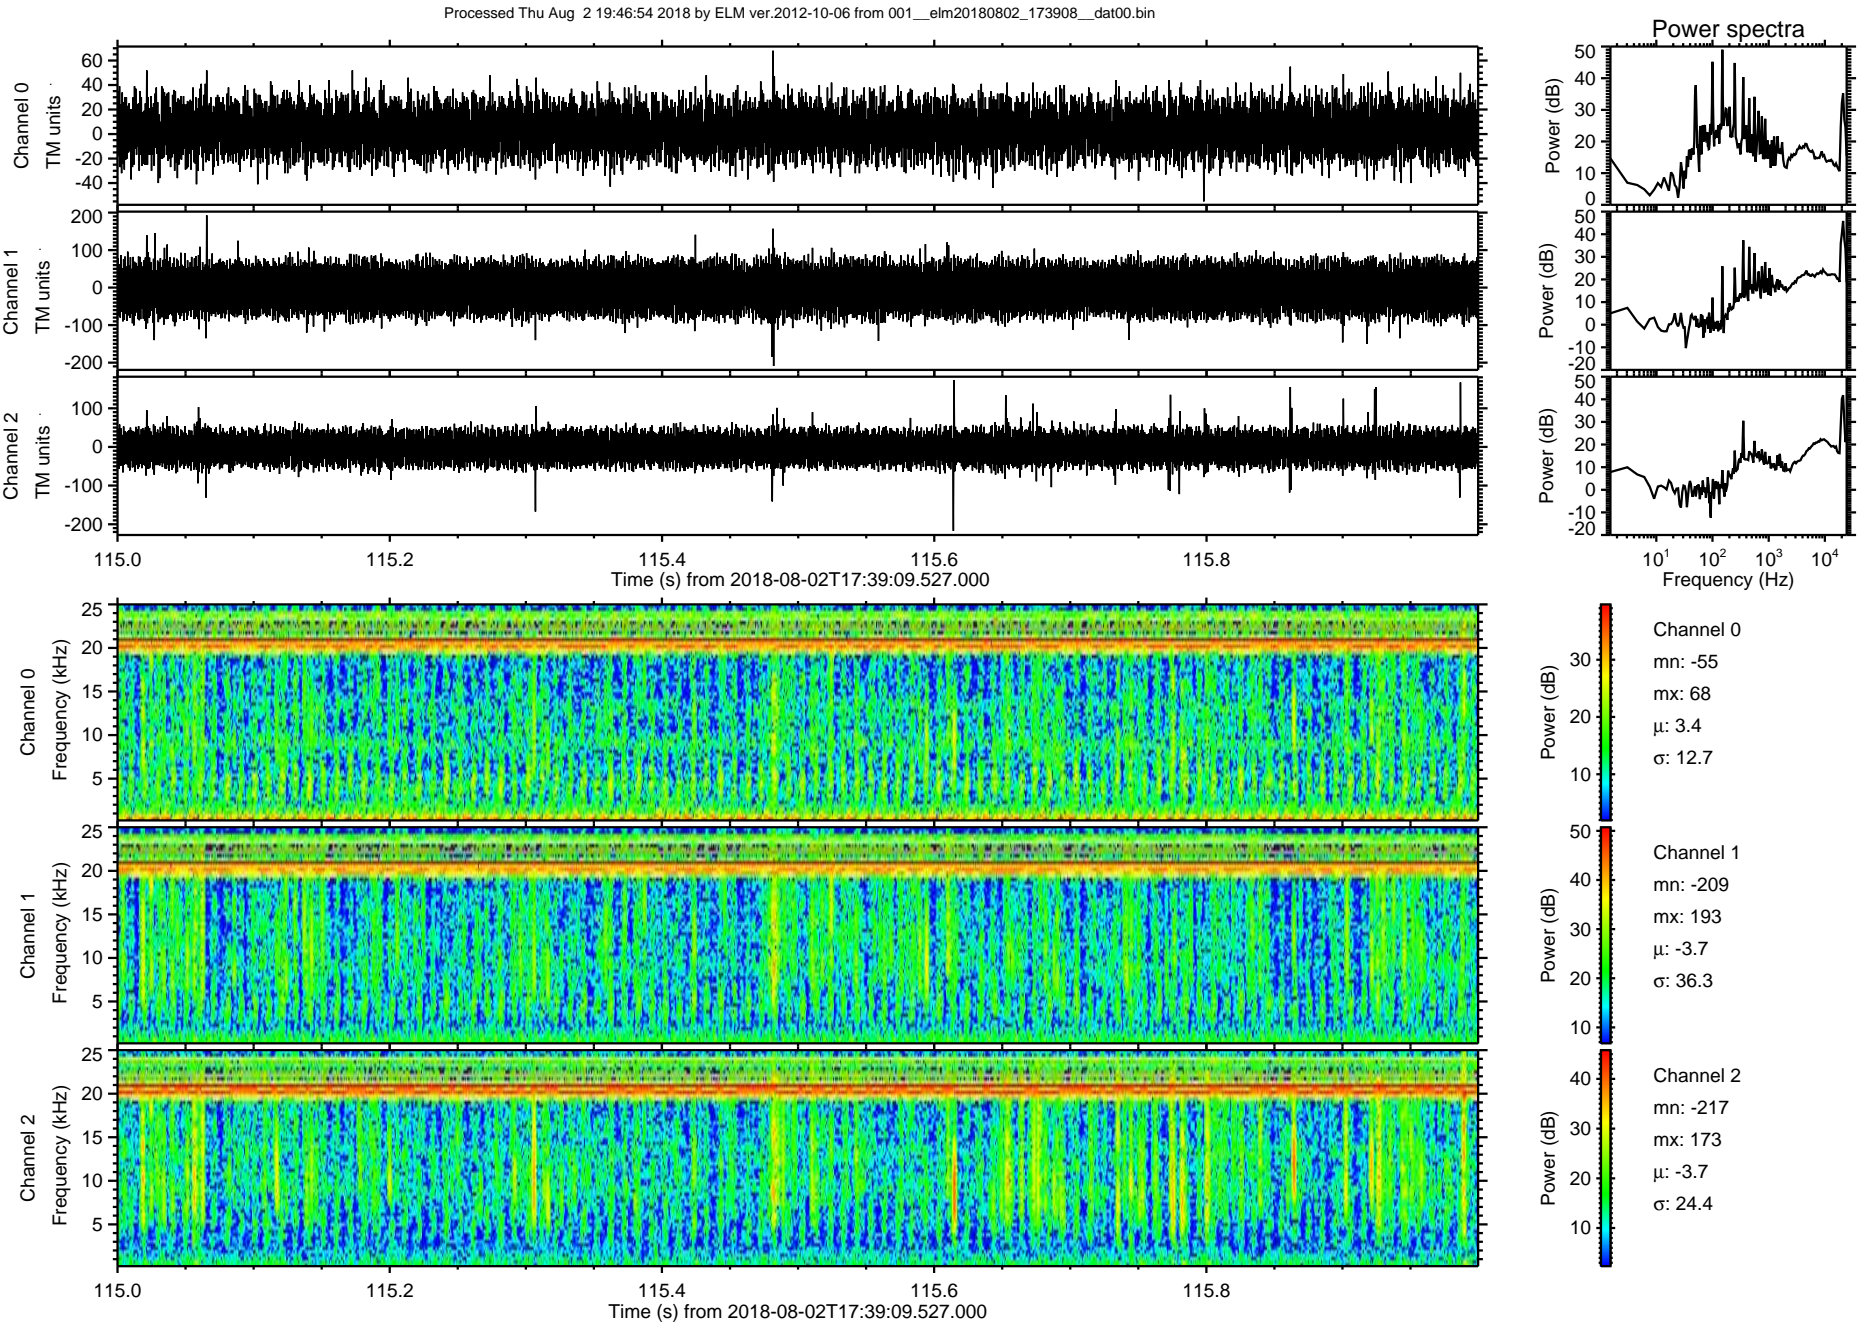 Processed Thu Aug  2 19:46:54 2018 by ELM ver.2012-10-06 from 001__elm20180802_173908__dat00.bin
Power spectra
Channel 0
TM units
60
40
20
0
-20
-40
Power (dB)
50
40
30
20
10
0
Channel 1
TM units
200
100
0
-100
-200
Power (dB)
50
40
30
20
10
0
-10
-20
Channel 2
TM units
100
0
-100
-200
Power (dB)
50
40
30
20
10
0
-10
-20
115.0 115.2 115.4 115.6 115.8
Time (s) from 2018-08-02T17:39:09.527.000
10¹ 10² 10³ 10⁴
Frequency (Hz)
Channel 0
Frequency (kHz)
25
20
15
10
5
Power (dB)
30
20
10
Channel 0
mn: -55
mx: 68
μ: 3.4
σ: 12.7
Channel 1
Frequency (kHz)
25
20
15
10
5
Power (dB)
50
40
30
20
10
Channel 1
mn: -209
mx: 193
μ: -3.7
σ: 36.3
Channel 2
Frequency (kHz)
25
20
15
10
5
Power (dB)
40
30
20
10
Channel 2
mn: -217
mx: 173
μ: -3.7
σ: 24.4
115.0 115.2 115.4 115.6 115.8
Time (s) from 2018-08-02T17:39:09.527.000